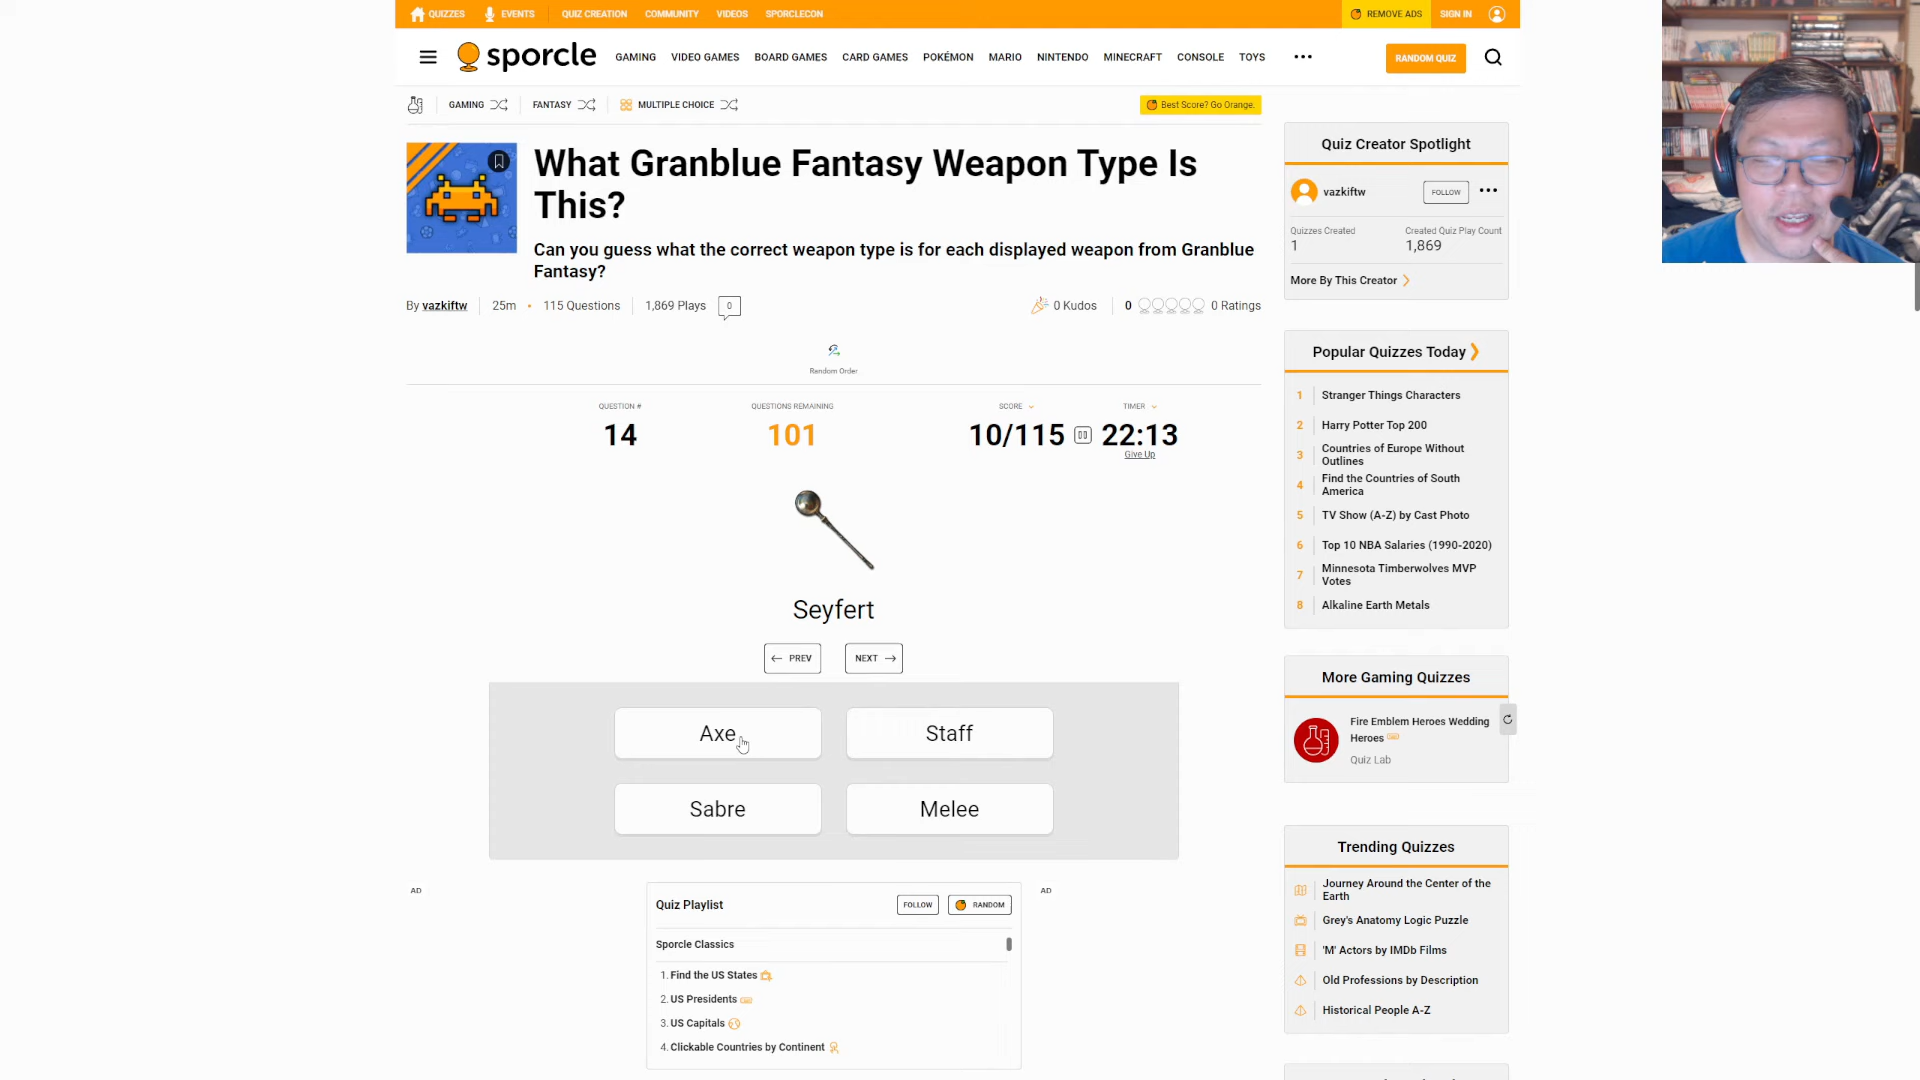 QUIZZES
EVENTS
QUIZ CREATION
COMMUNITY
VIDEOS
SPORCLECON
REMOVE ADS
SIGN IN
sporcle
GAMING
VIDEO GAMES
BOARD GAMES
CARD GAMES
POKÉMON
MARIO
NINTENDO
MINECRAFT
CONSOLE
TOYS
RANDOM QUIZ
GAMING
FANTASY
MULTIPLE CHOICE
Best Score? Go Orange.
What Granblue Fantasy Weapon Type Is
This?
Can you guess what the correct weapon type is for each displayed weapon from Granblue
Fantasy?
By vazkiftw
25m • 115 Questions
1,869 Plays
0
0 Kudos
0
0 Ratings
Random Order
QUESTION #
14
QUESTIONS REMAINING
101
SCORE
10/115
TIMER
22:13
Give Up
Seyfert
← PREV
NEXT →
Axe
Staff
Sabre
Melee
AD
AD
Quiz Playlist
FOLLOW
RANDOM
Sporcle Classics
1. Find the US States
2. US Presidents
3. US Capitals
4. Clickable Countries by Continent
Quiz Creator Spotlight
vazkiftw
FOLLOW
Quizzes Created
1
Created Quiz Play Count
1,869
More By This Creator
Popular Quizzes Today
1 Stranger Things Characters
2 Harry Potter Top 200
3 Countries of Europe Without
Outlines
4 Find the Countries of South
America
5 TV Show (A-Z) by Cast Photo
6 Top 10 NBA Salaries (1990-2020)
7 Minnesota Timberwolves MVP
Votes
8 Alkaline Earth Metals
More Gaming Quizzes
Fire Emblem Heroes Wedding
Heroes
Quiz Lab
Trending Quizzes
Journey Around the Center of the
Earth
Grey's Anatomy Logic Puzzle
'M' Actors by IMDb Films
Old Professions by Description
Historical People A-Z